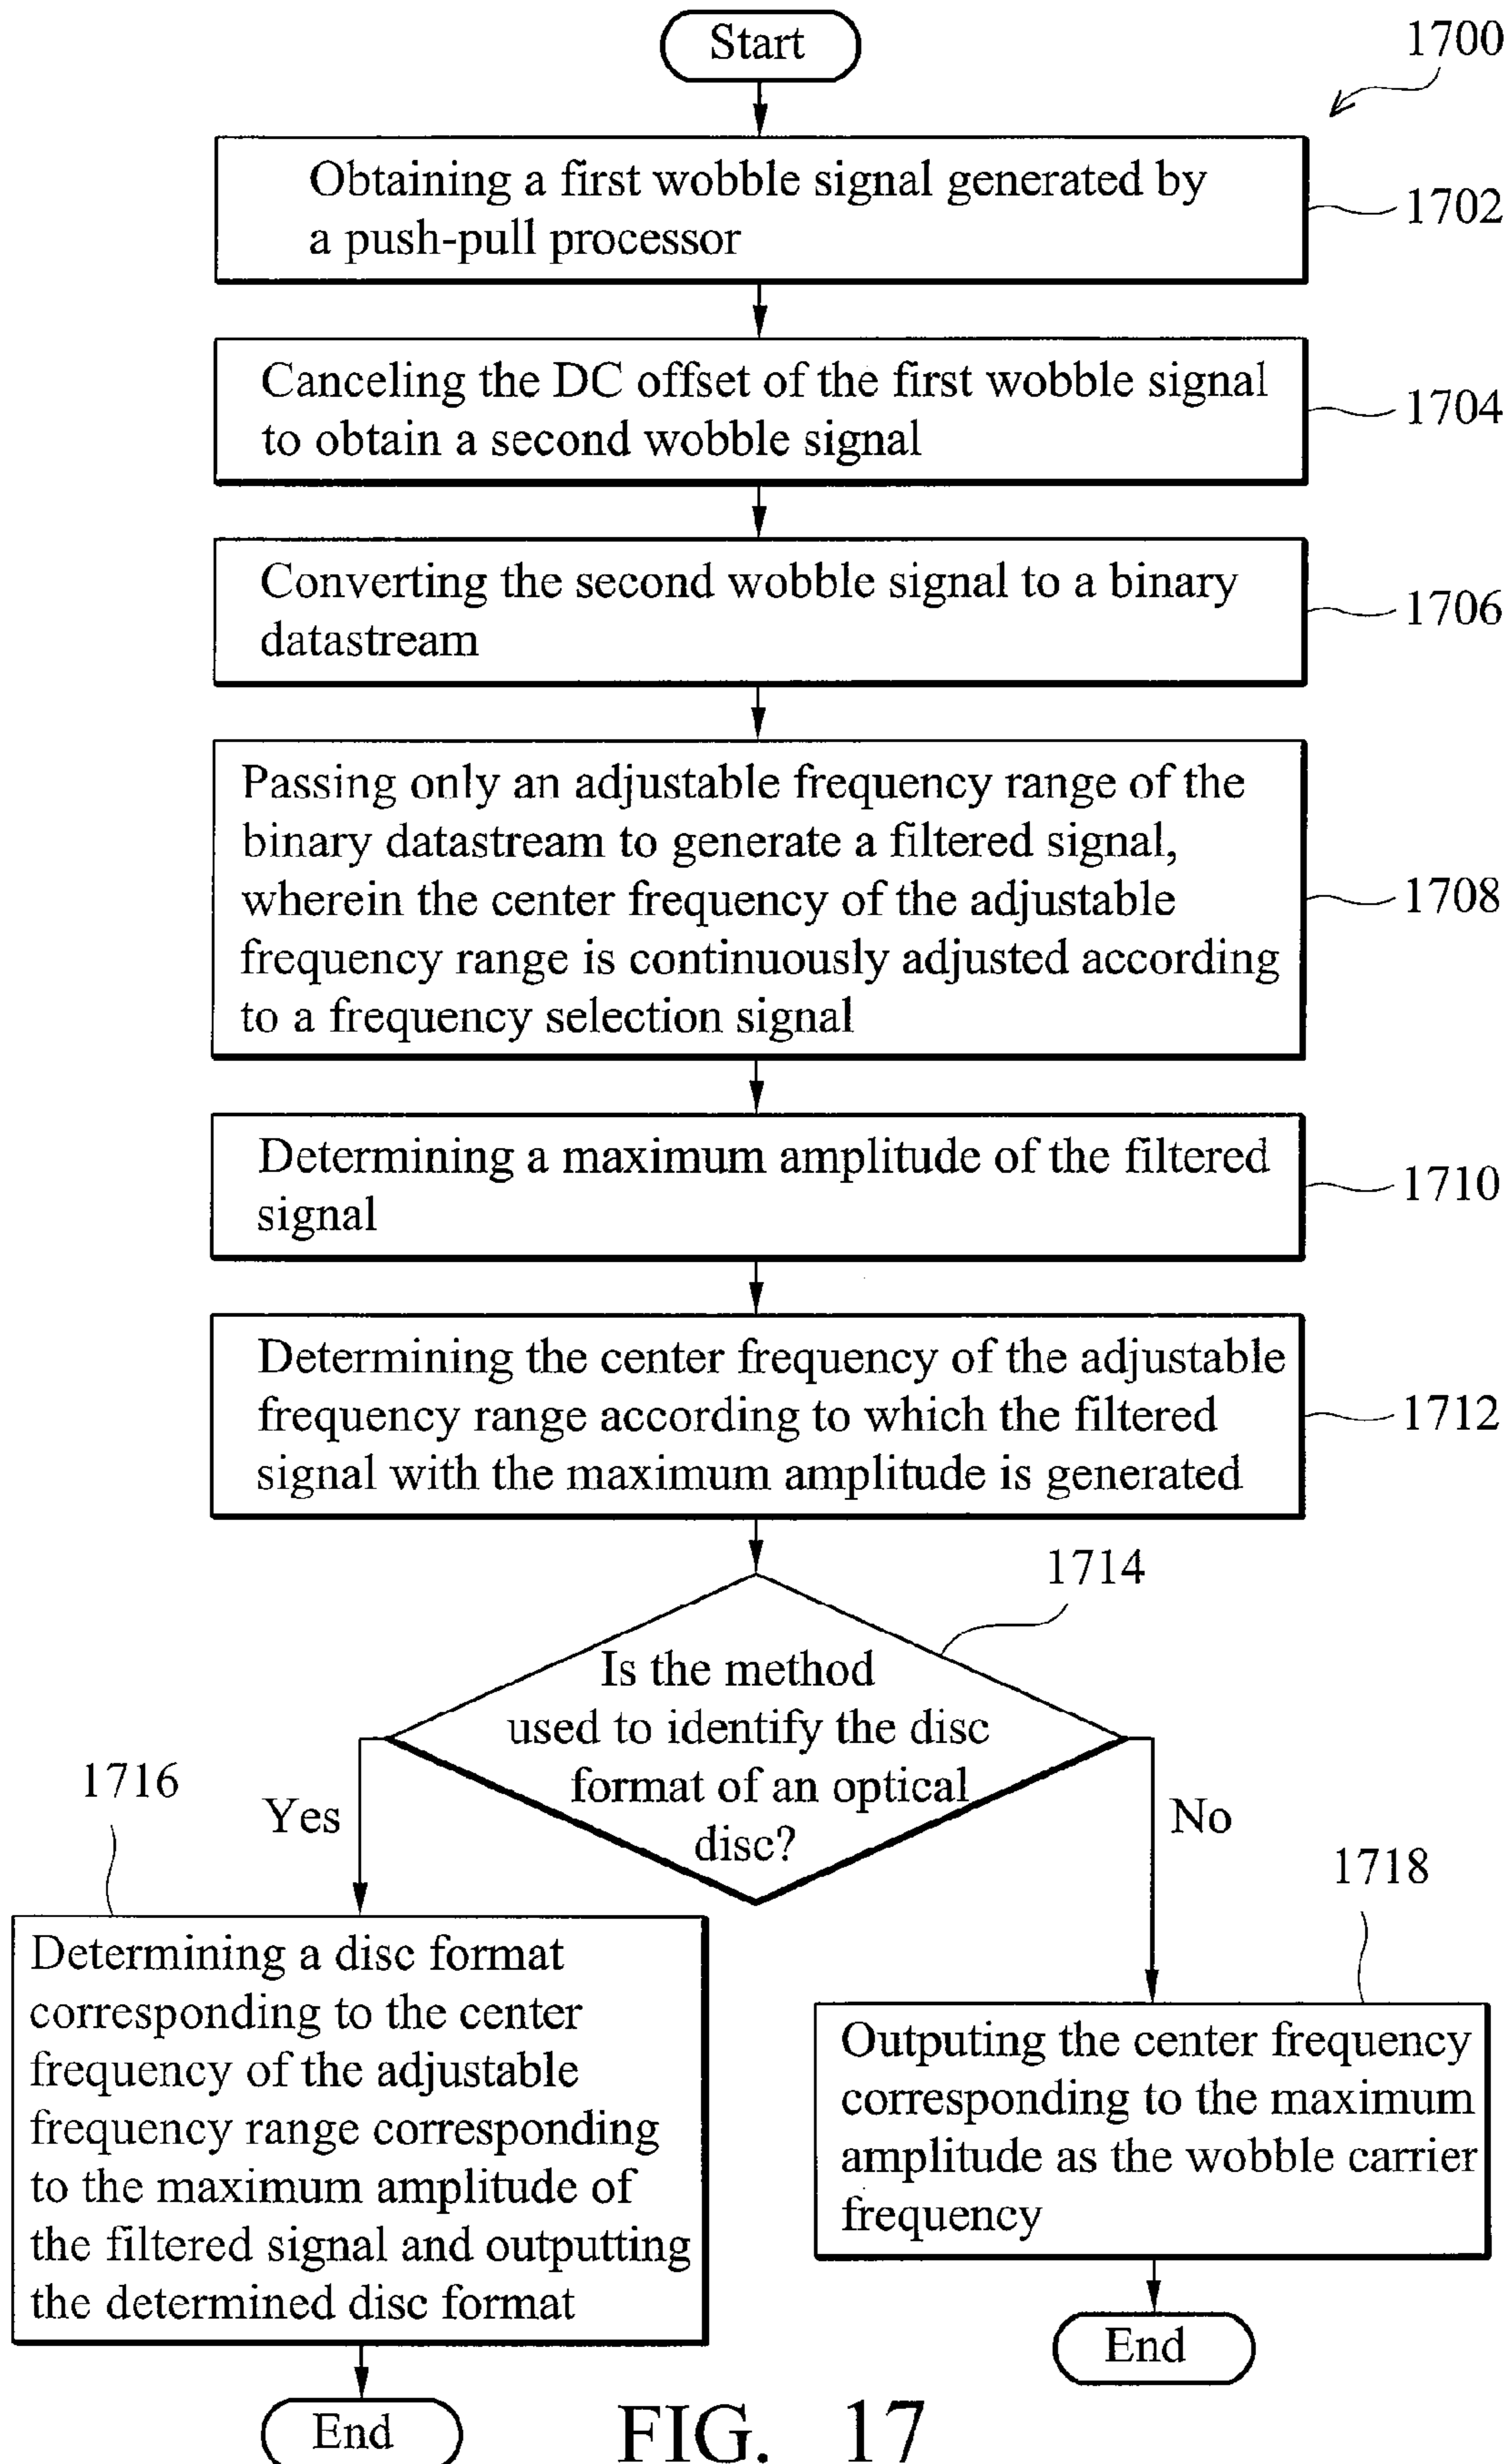 Start
1700
Obtaining a first wobble signal generated by
a push-pull processor
1702
Canceling the DC offset of the first wobble signal
to obtain a second wobble signal
1704
Converting the second wobble signal to a binary
datastream
1706
Passing only an adjustable frequency range of the
binary datastream to generate a filtered signal,
wherein the center frequency of the adjustable
frequency range is continuously adjusted according
to a frequency selection signal
1708
Determining a maximum amplitude of the filtered
signal
1710
Determining the center frequency of the adjustable
frequency range according to which the filtered
signal with the maximum amplitude is generated
1712
1714
Is the method
used to identify the disc
format of an optical
disc?
1716
Yes
No
1718
Determining a disc format
corresponding to the center
frequency of the adjustable
frequency range corresponding
to the maximum amplitude of
the filtered signal and outputting
the determined disc format
Outputing the center frequency
corresponding to the maximum
amplitude as the wobble carrier
frequency
End
End
FIG. 17